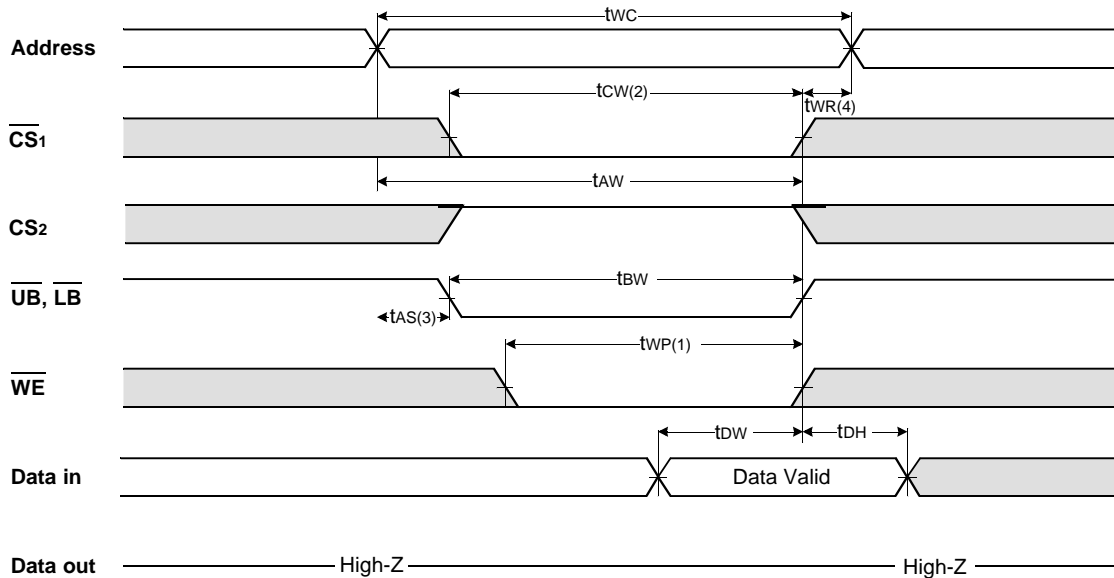 tWC
Address
tCW(2)
tWR(4)
CS1
tAW
CS2
tBW
UB, LB
tAS(3)
tWP(1)
WE
tDW
tDH
Data in
Data Valid
Data out
High-Z
High-Z